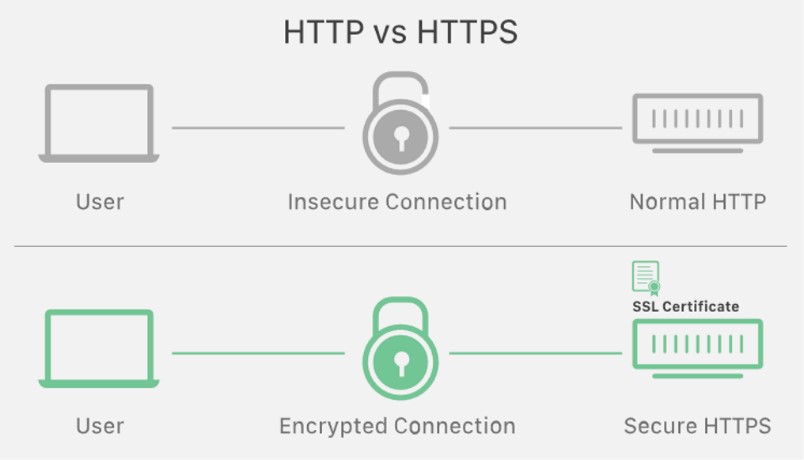 HTTP vs HTTPS
User
Insecure Connection
Normal HTTP
SSL Certificate
User
Encrypted Connection
Secure HTTPS